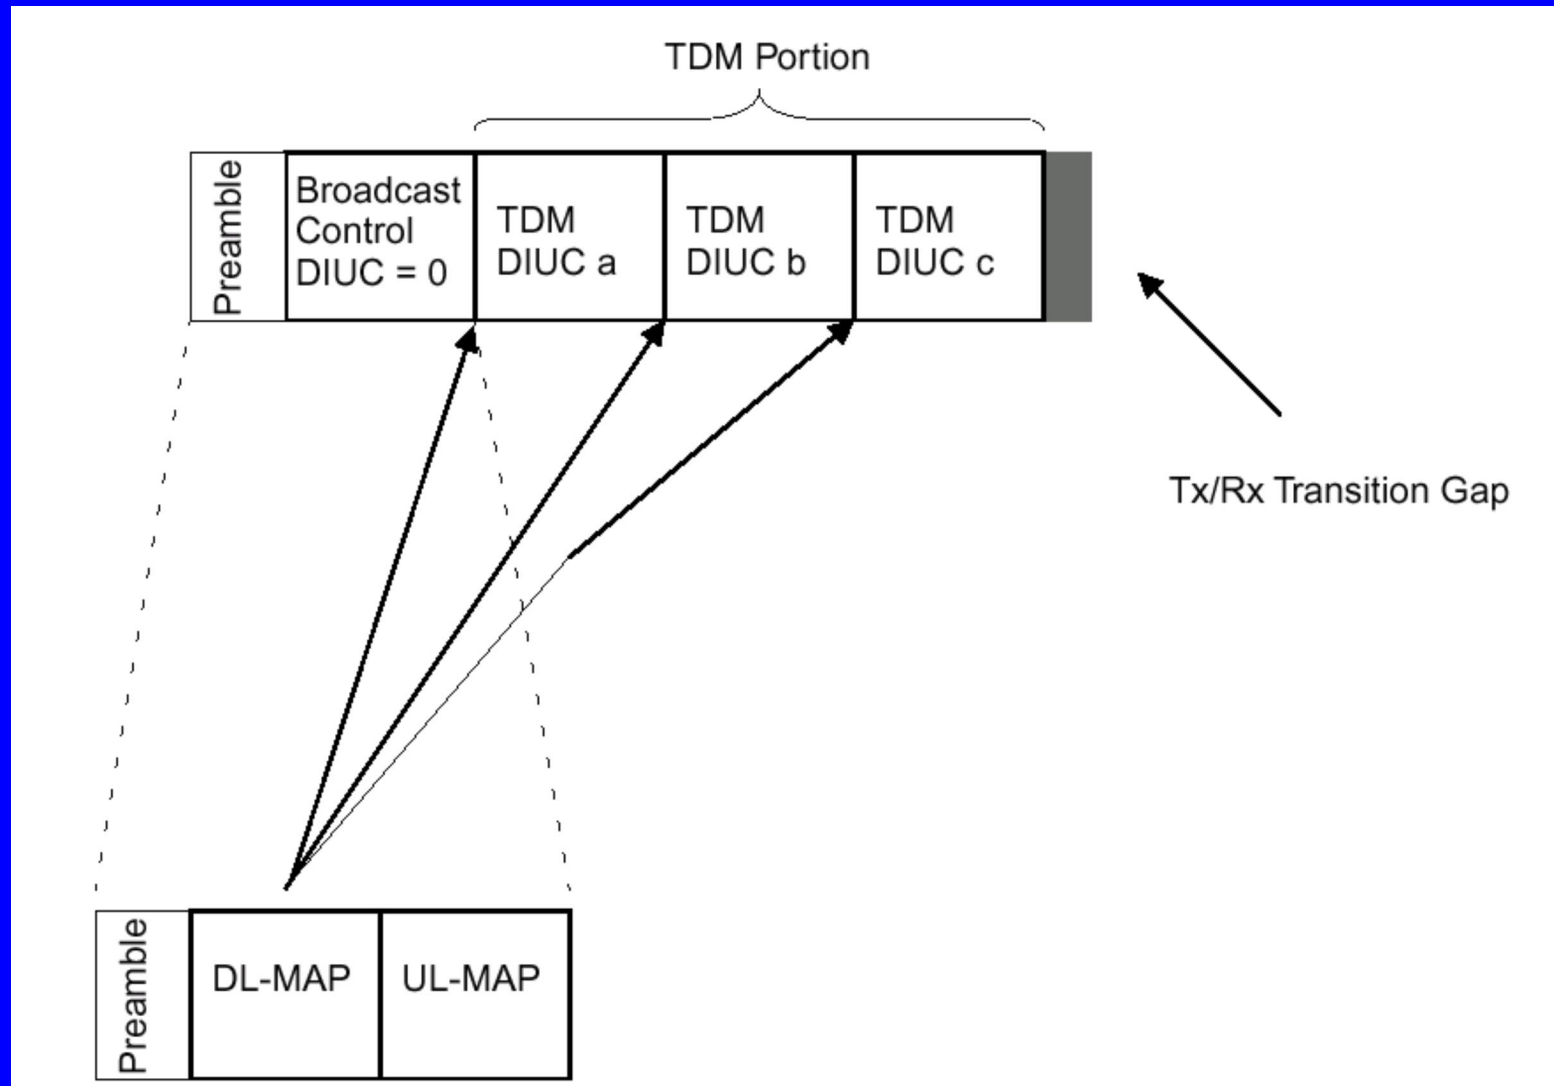 TDM Portion
Preamble
Broadcast
Control
DIUC = 0
TDM
DIUC a
TDM
DIUC b
TDM
DIUC c
Tx/Rx Transition Gap
Preamble
DL-MAP
UL-MAP